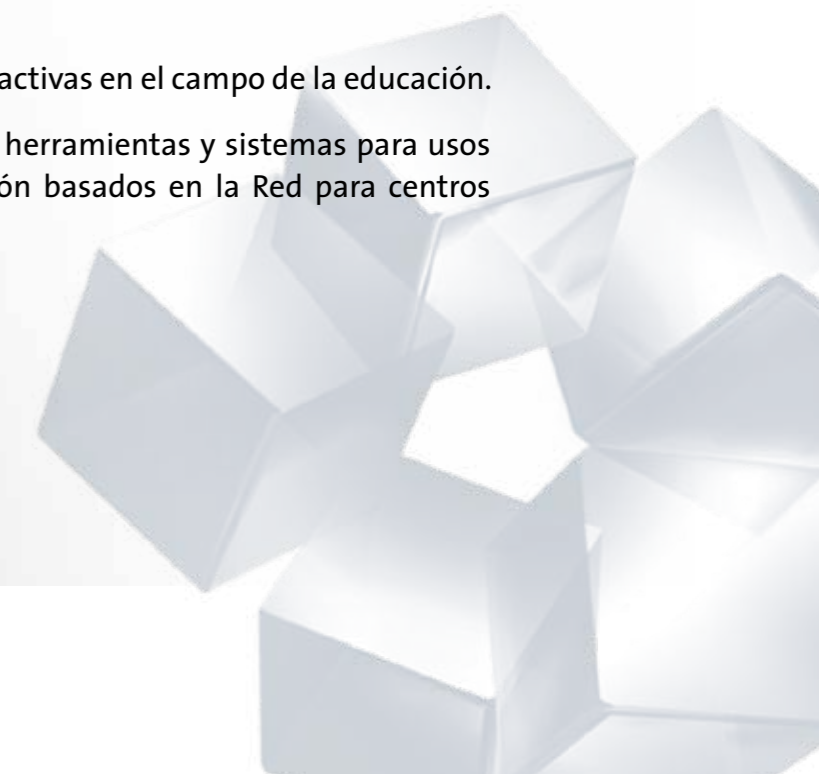 activas en el campo de la educación.
herramientas y sistemas para usos
ón basados en la Red para centros